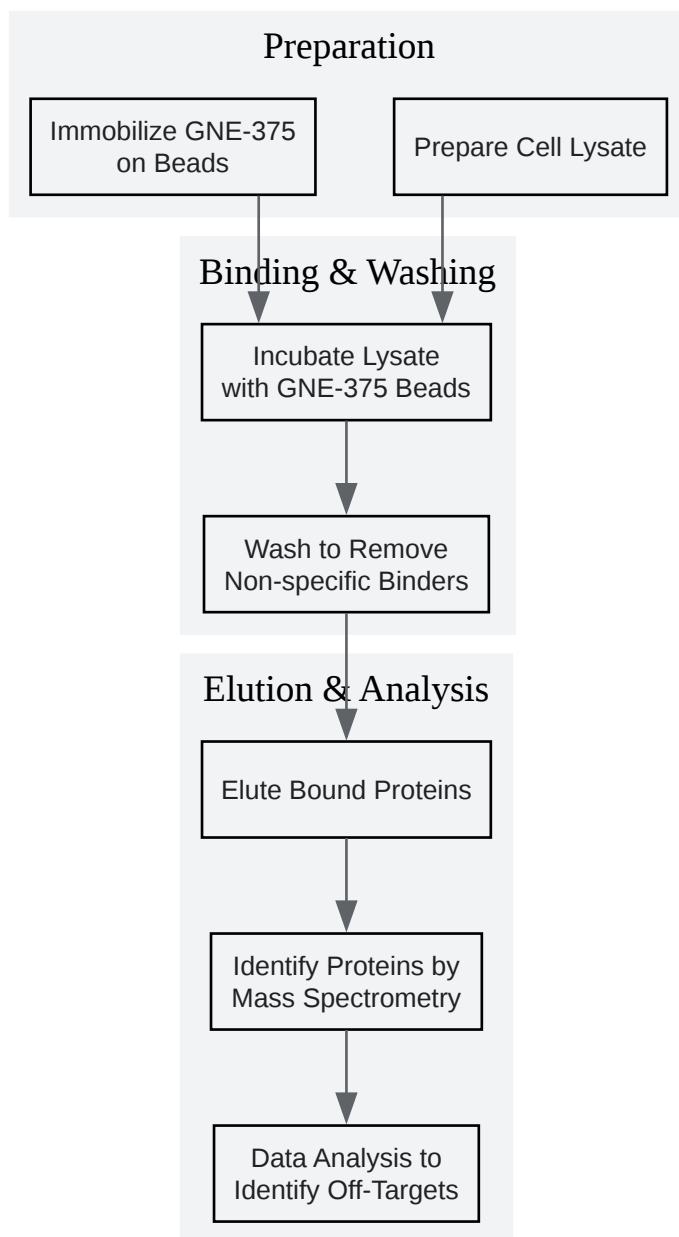 Preparation
Immobilize GNE-375
on Beads
Prepare Cell Lysate
Binding & Washing
Incubate Lysate
with GNE-375 Beads
Wash to Remove
Non-specific Binders
Elution & Analysis
Elute Bound Proteins
Identify Proteins by
Mass Spectrometry
Data Analysis to
Identify Off-Targets